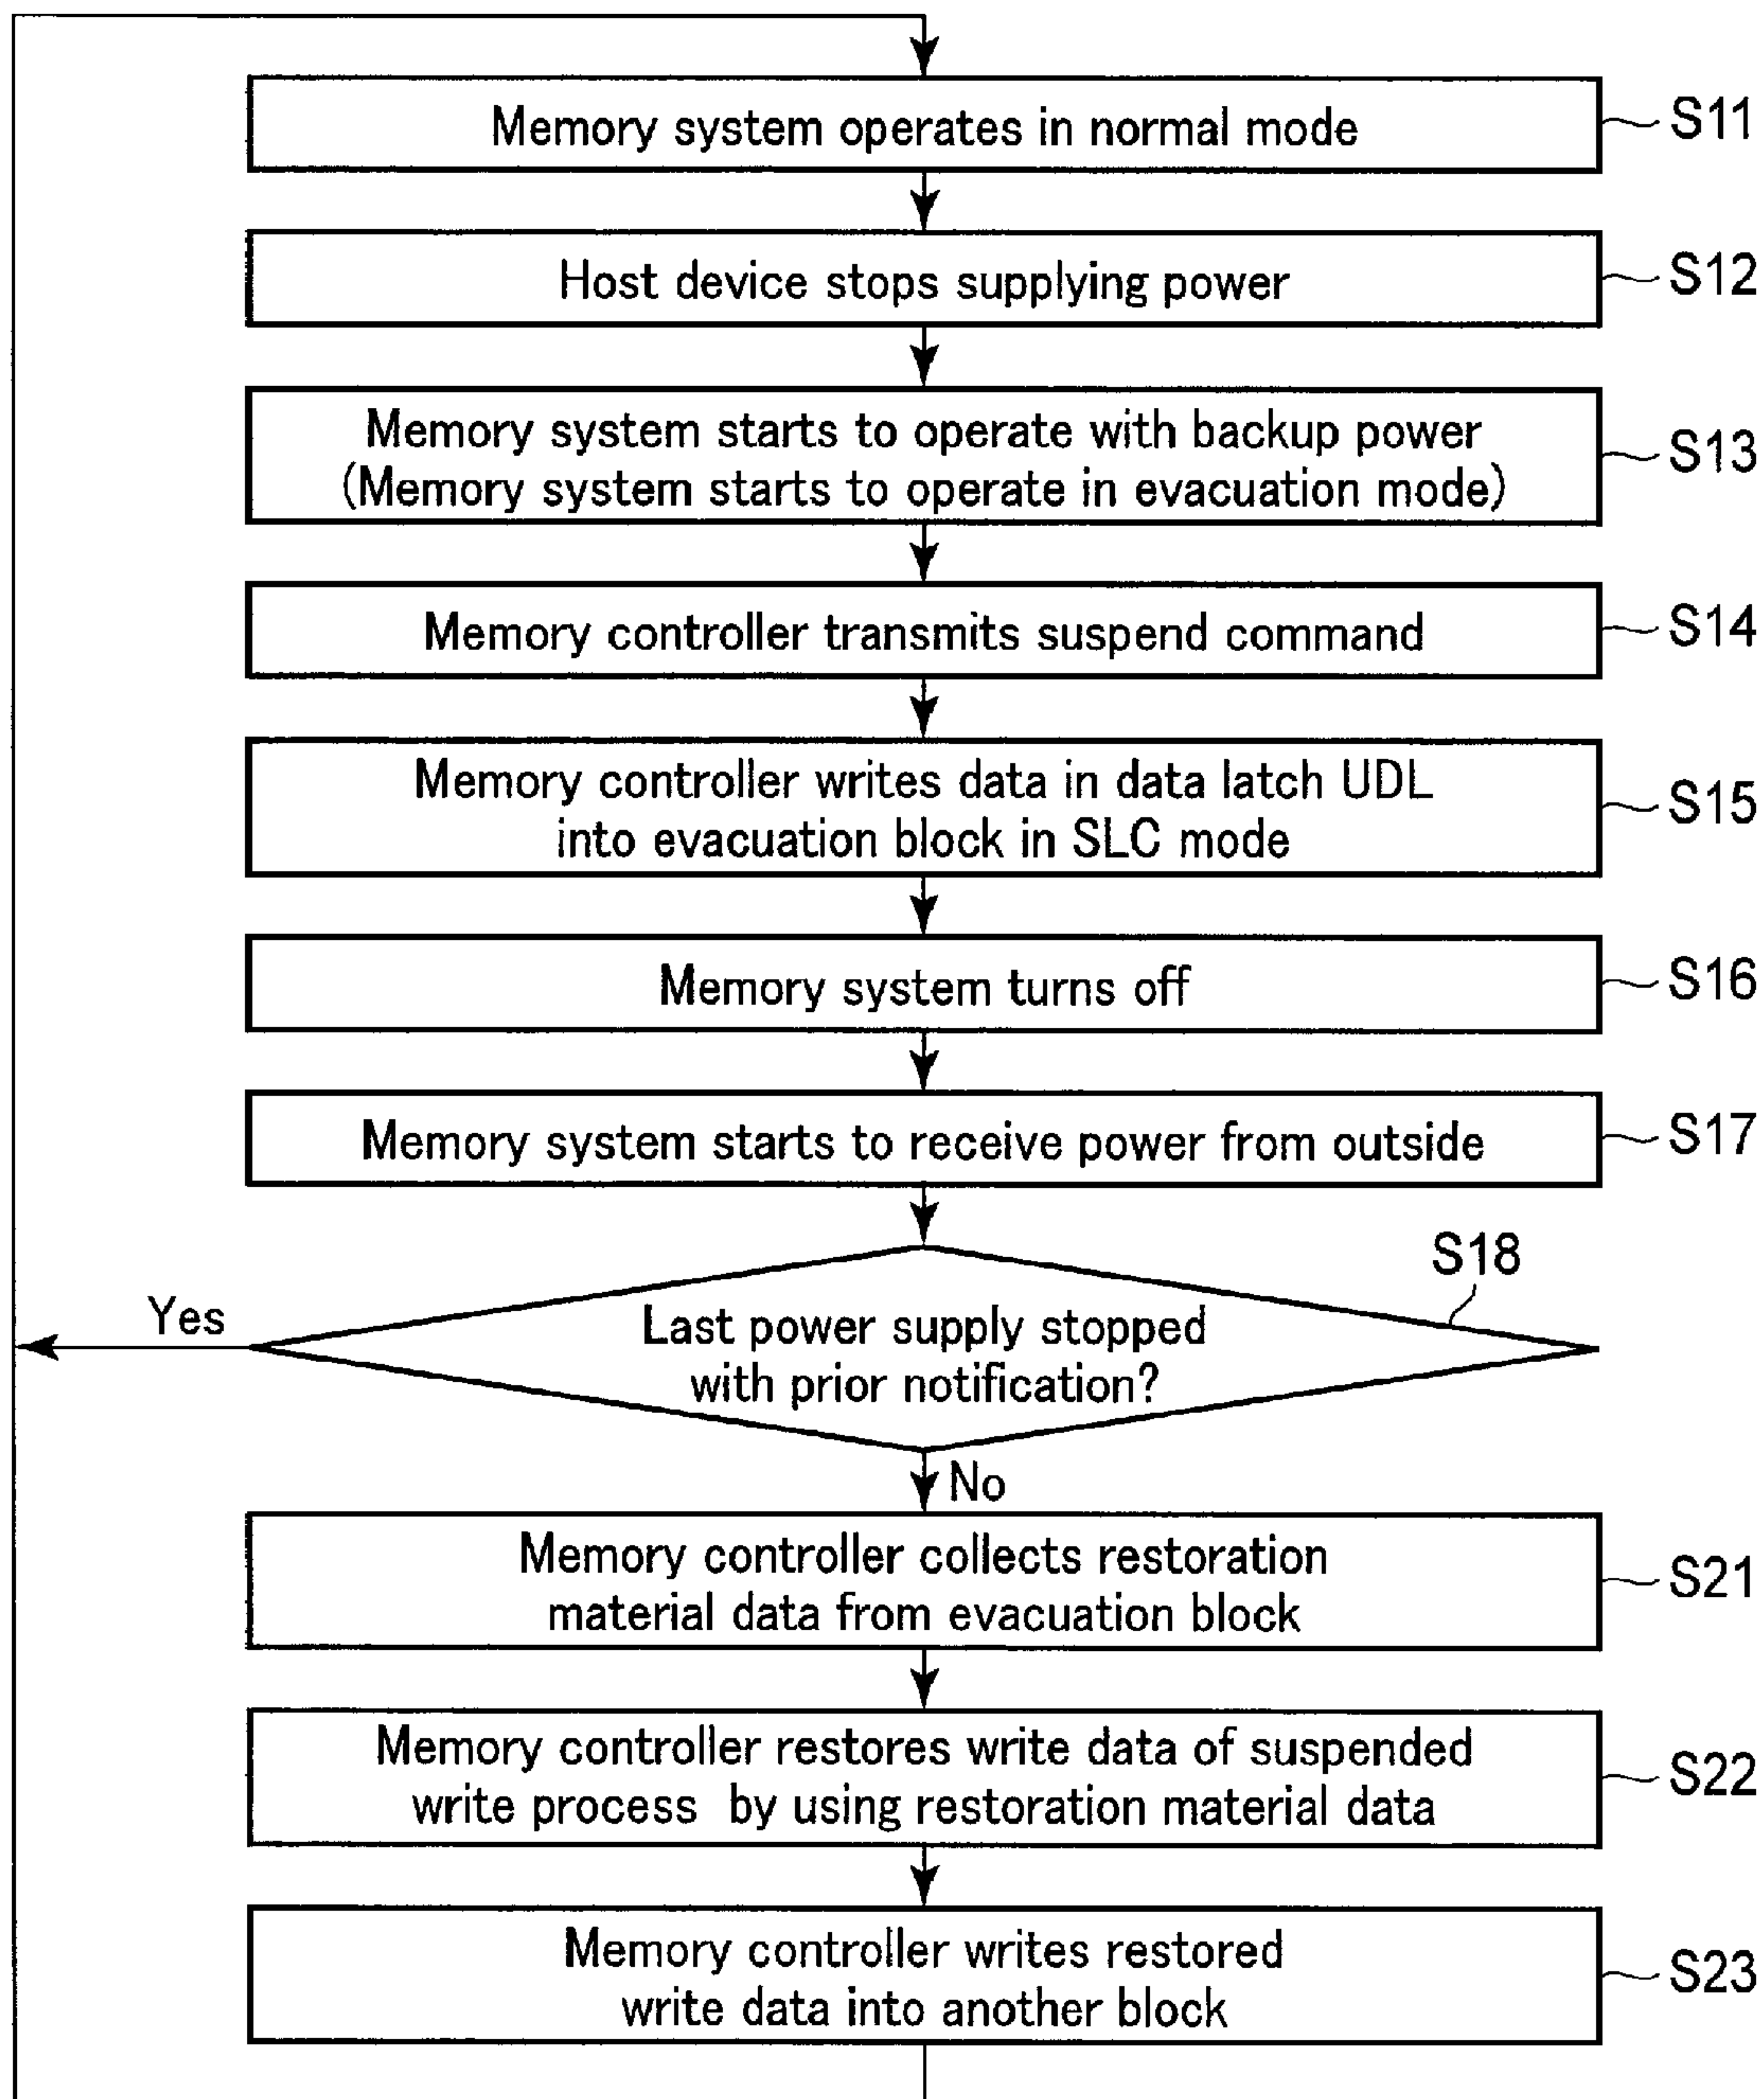 Memory system operates in normal mode
S11
Host device stops supplying power
S12
Memory system starts to operate with backup power
(Memory system starts to operate in evacuation mode)
S13
Memory controller transmits suspend command
S14
Memory controller writes data in data latch UDL
into evacuation block in SLC mode
S15
Memory system turns off
S16
Memory system starts to receive power from outside
S17
S18
Yes
Last power supply stopped
with prior notification?
No
Memory controller collects restoration
material data from evacuation block
S21
Memory controller restores write data of suspended
write process by using restoration material data
S22
Memory controller writes restored
write data into another block
S23